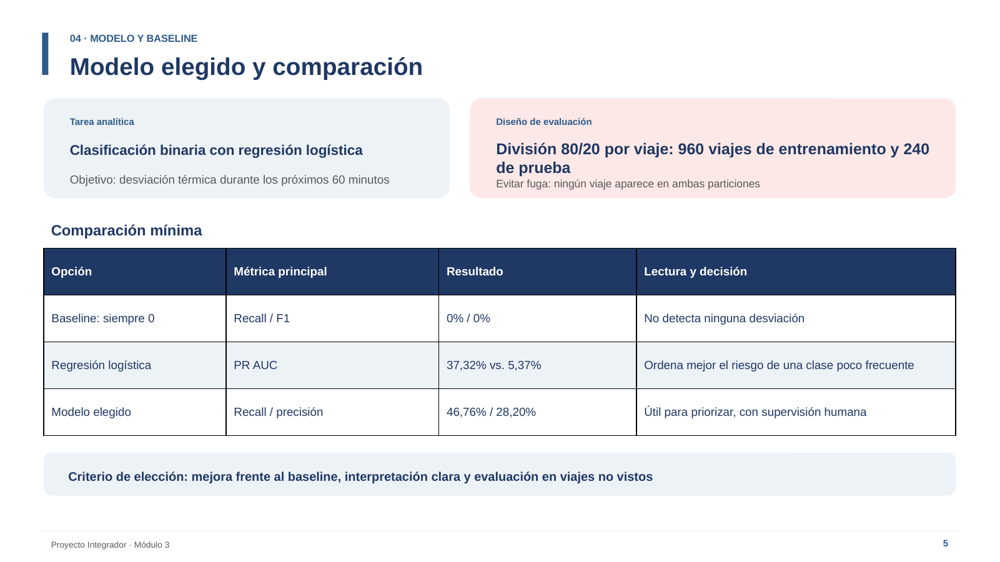 04 · MODELO Y BASELINE
Modelo elegido y comparación
Tarea analítica
Clasificación binaria con regresión logística
Objetivo: desviación térmica durante los próximos 60 minutos
Diseño de evaluación
División 80/20 por viaje: 960 viajes de entrenamiento y 240
de prueba
Evitar fuga: ningún viaje aparece en ambas particiones
Comparación mínima
Opción Métrica principal Resultado Lectura y decisión
Baseline: siempre 0 Recall / F1 0% / 0% No detecta ninguna desviación
Regresión logística PR AUC 37,32% vs. 5,37% Ordena mejor el riesgo de una clase poco frecuente
Modelo elegido Recall / precisión 46,76% / 28,20% Útil para priorizar, con supervisión humana
Criterio de elección: mejora frente al baseline, interpretación clara y evaluación en viajes no vistos
Proyecto Integrador · Módulo 3
5